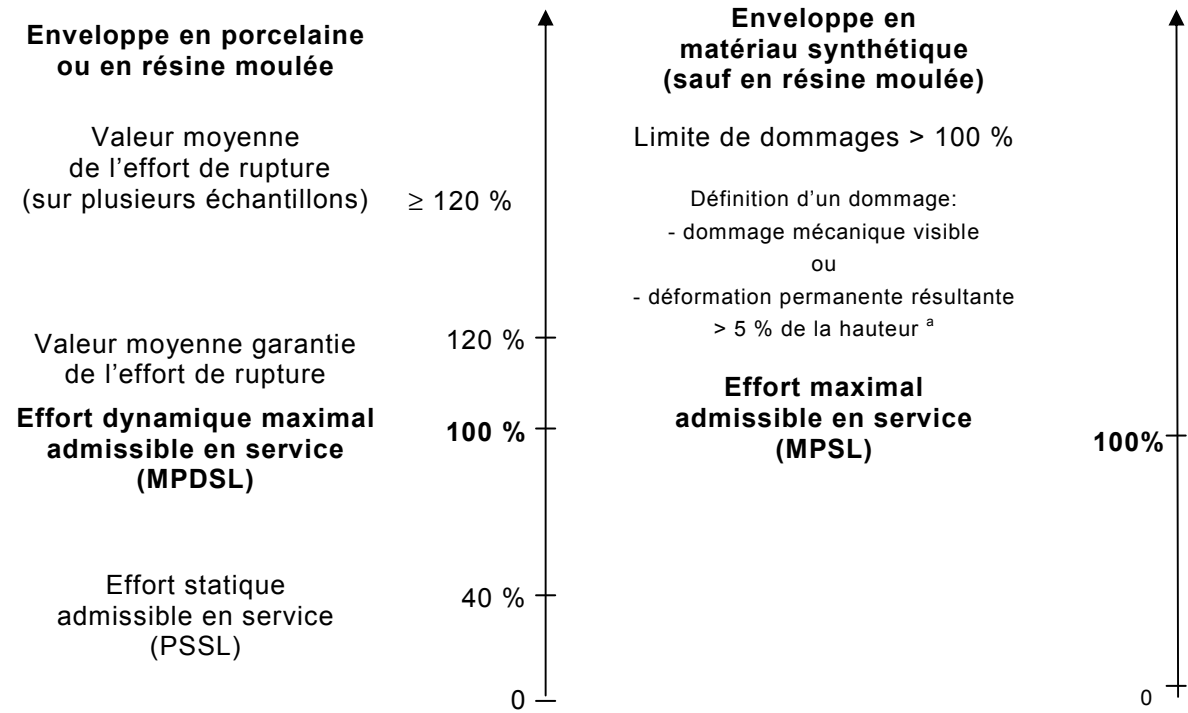 Enveloppe en porcelaine
ou en résine moulée
Valeur moyenne
de l'effort de rupture
(sur plusieurs échantillons) ≥ 120 %
Valeur moyenne garantie
de l'effort de rupture
120 %
Effort dynamique maximal
admissible en service
(MPDSL)
100 %
Effort statique
admissible en service
(PSSL)
40 %
0
Enveloppe en
matériau synthétique
(sauf en résine moulée)
Limite de dommages > 100 %
Définition d'un dommage:
- dommage mécanique visible
ou
- déformation permanente résultante
> 5 % de la hauteur a
Effort maximal
admissible en service
(MPSL)
100%
0